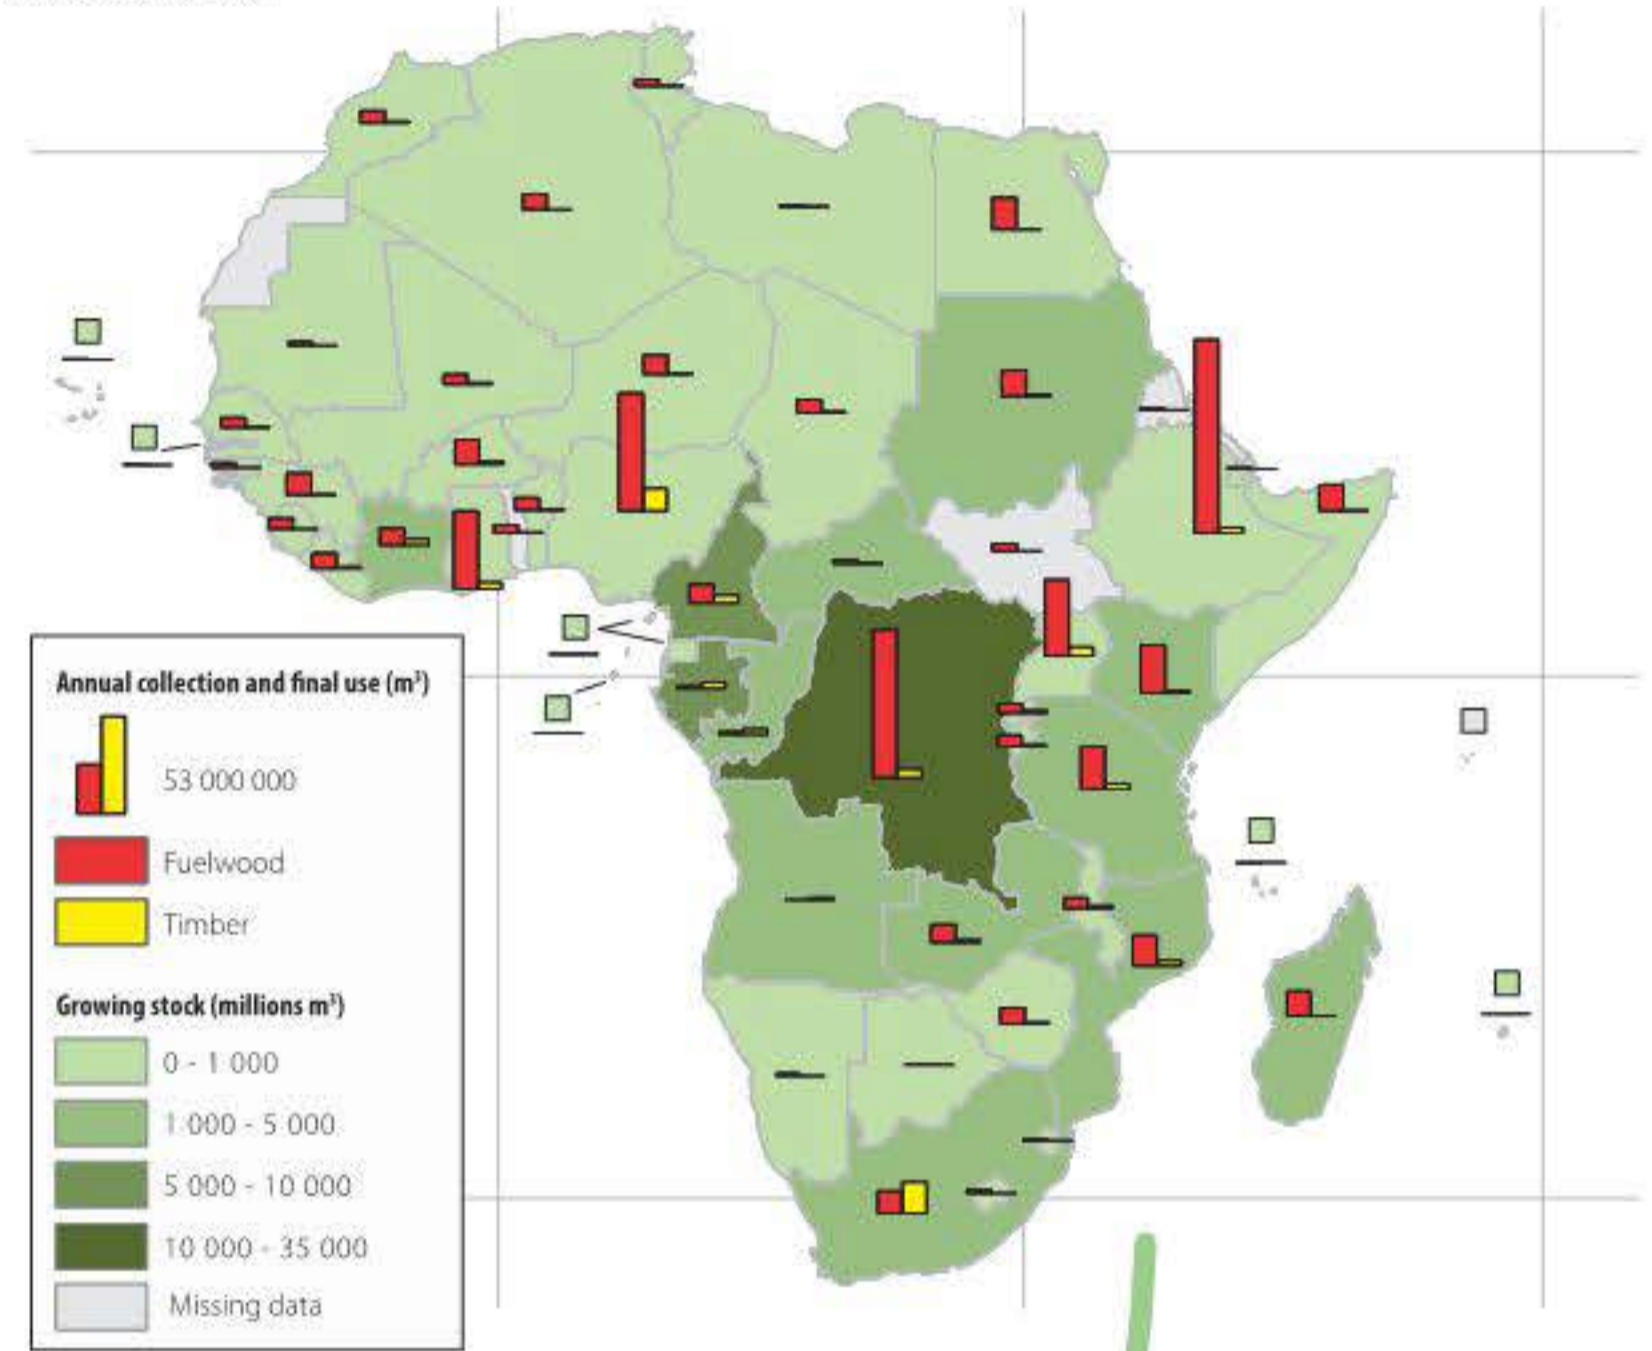 Annual collection and final use (m³)
53 000 000
Fuelwood
Timber
Growing stock (millions m³)
0 - 1 000
1 000 - 5 000
5 000 - 10 000
10 000 - 35 000
Missing data